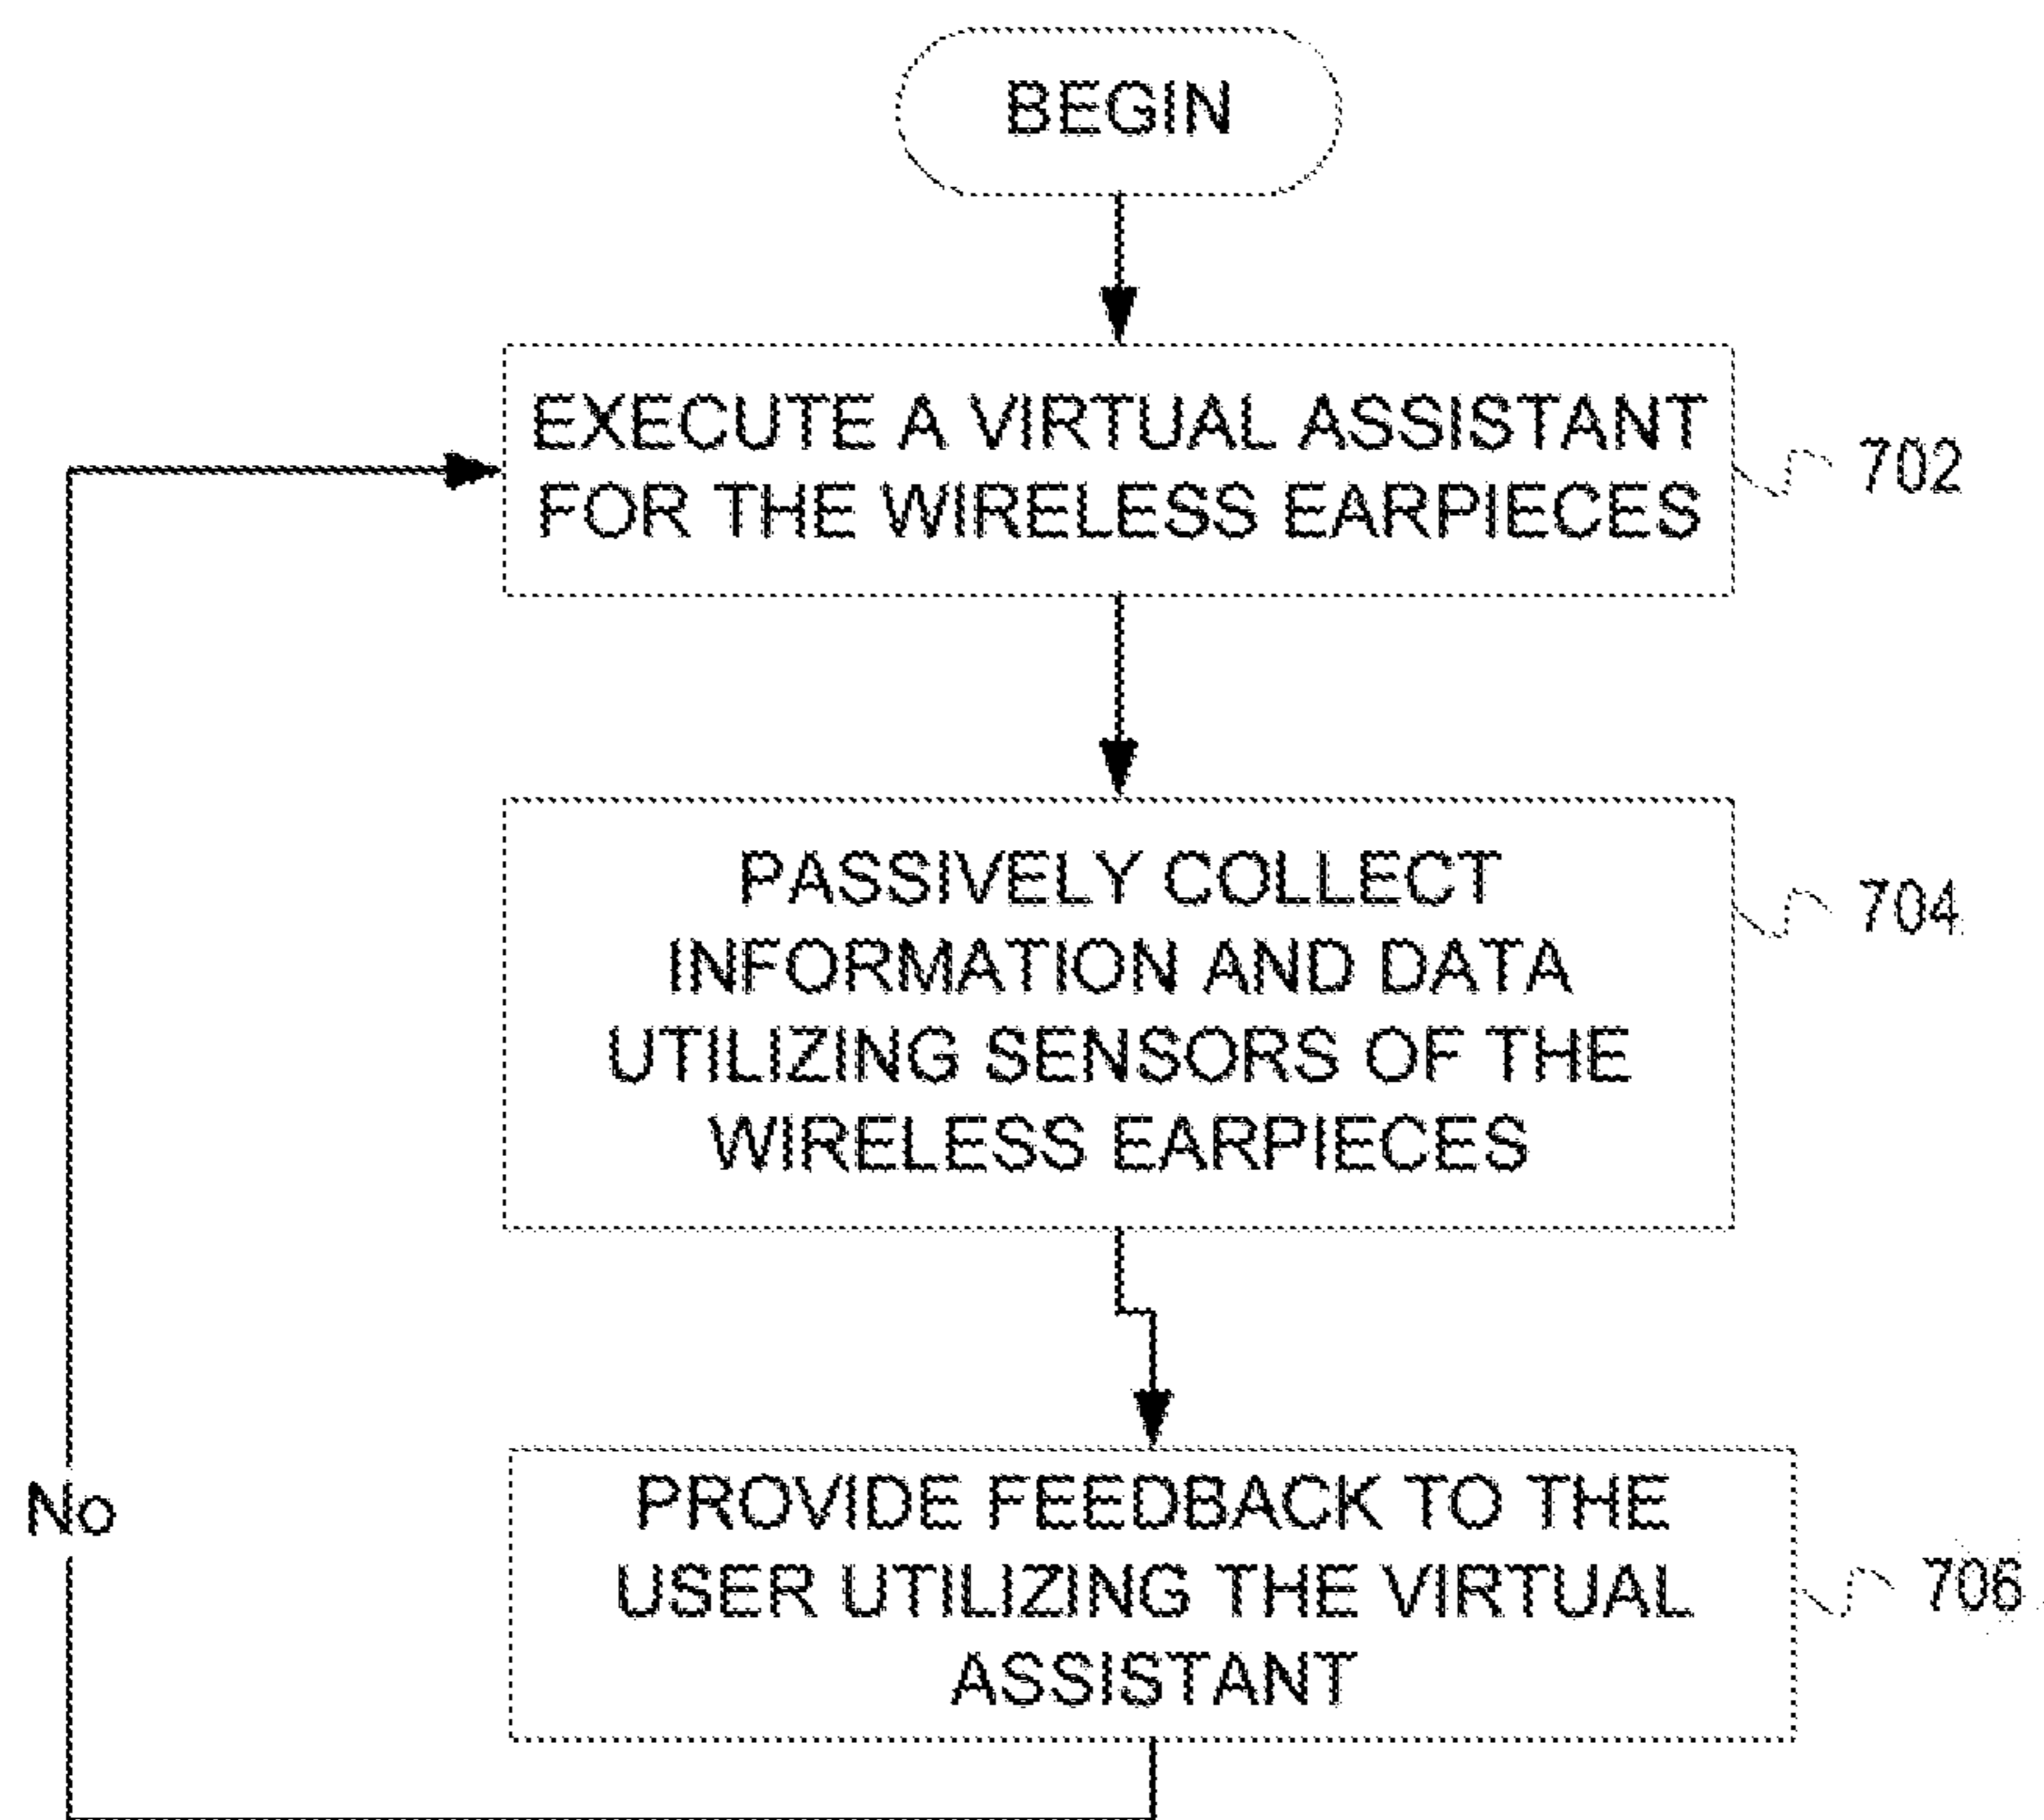 BEGIN
EXECUTE A VIRTUAL ASSISTANT
FOR THE WIRELESS EARPIECES
702
PASSIVELY COLLECT
INFORMATION AND DATA
UTILIZING SENSORS OF THE
WIRELESS EARPIECES
704
No
PROVIDE FEEDBACK TO THE
USER UTILIZING THE VIRTUAL
ASSISTANT
706